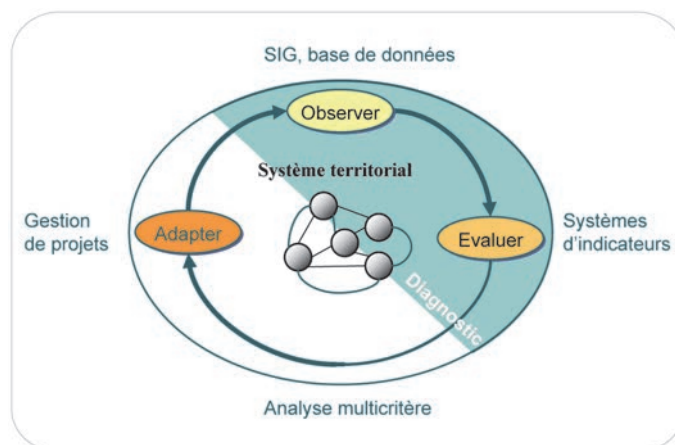 SIG, base de données
Observer
Système territorial
Gestion
de projets
Adapter
Evaluer
Systèmes
d'indicateurs
Diagnostic
Analyse multicritère